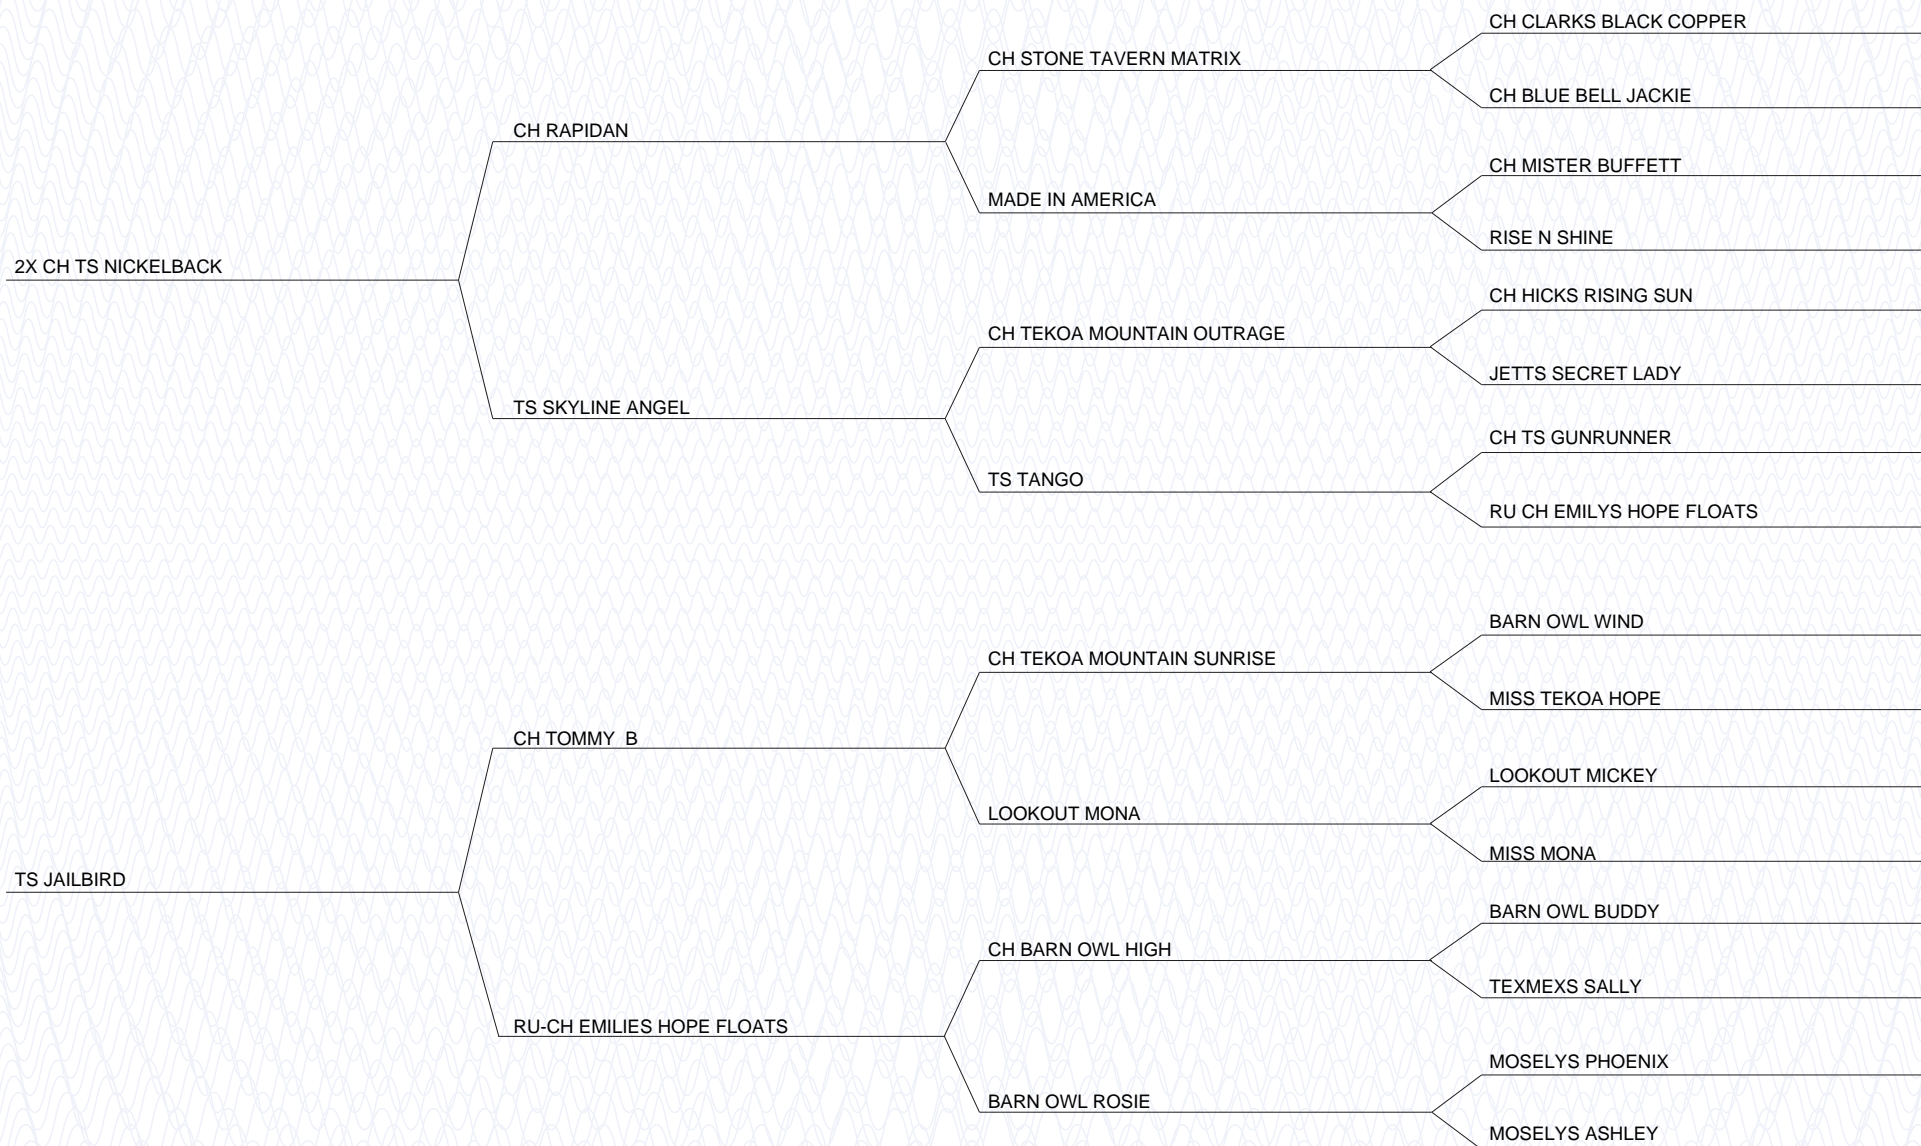 CH CLARKS BLACK COPPER
CH STONE TAVERN MATRIX
CH BLUE BELL JACKIE
CH RAPIDAN
CH MISTER BUFFETT
MADE IN AMERICA
RISE N SHINE
2X CH TS NICKELBACK
CH HICKS RISING SUN
CH TEKOA MOUNTAIN OUTRAGE
JETTS SECRET LADY
TS SKYLINE ANGEL
CH TS GUNRUNNER
TS TANGO
RU CH EMILYS HOPE FLOATS
BARN OWL WIND
CH TEKOA MOUNTAIN SUNRISE
MISS TEKOA HOPE
CH TOMMY  B
LOOKOUT MICKEY
LOOKOUT MONA
MISS MONA
TS JAILBIRD
BARN OWL BUDDY
CH BARN OWL HIGH
TEXMEXS SALLY
RU-CH EMILIES HOPE FLOATS
MOSELYS PHOENIX
BARN OWL ROSIE
MOSELYS ASHLEY